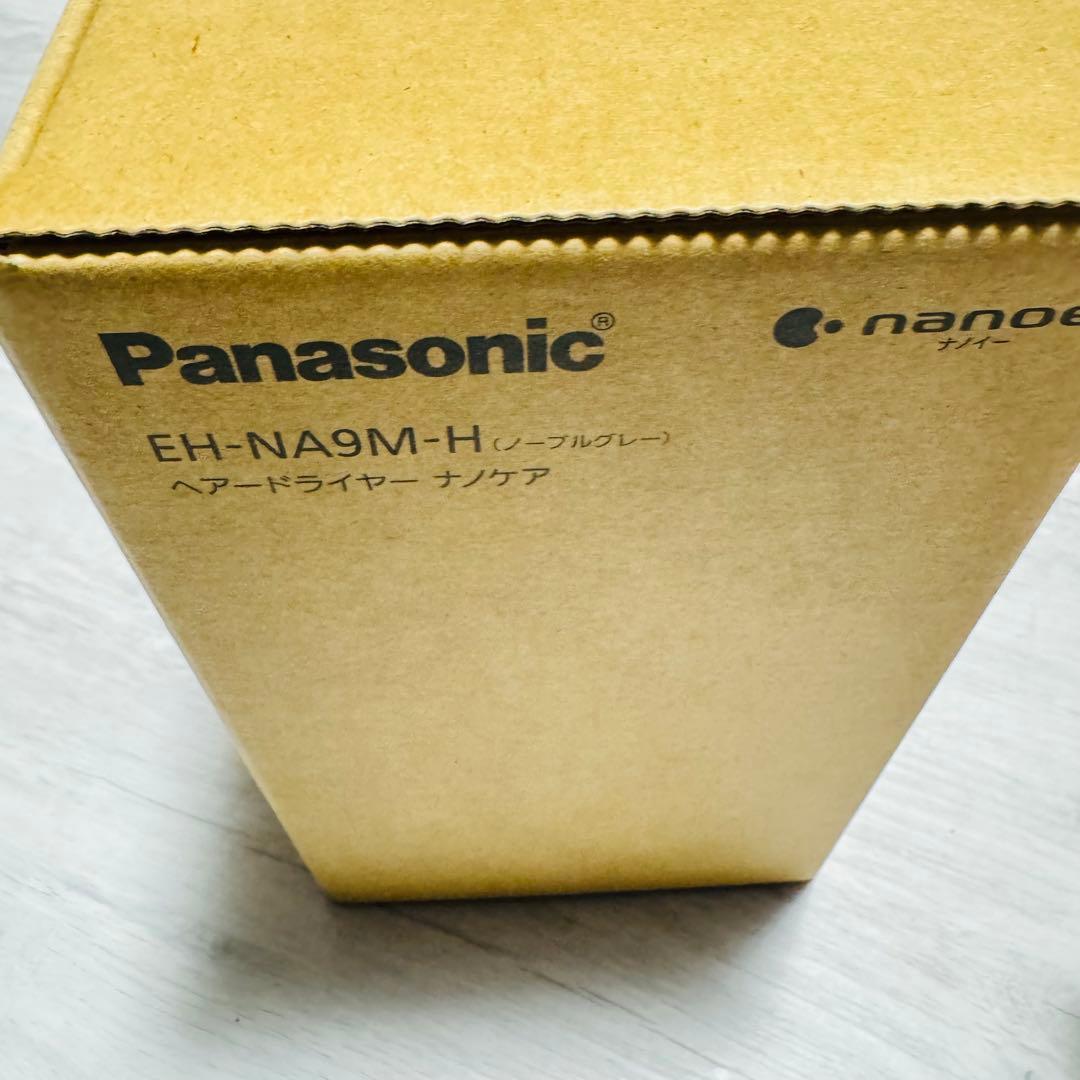 Panasonic®
nanoe
ナノイー
EH-NA9M-H(ノーブルグレー)
ヘアードライヤー ナノケア